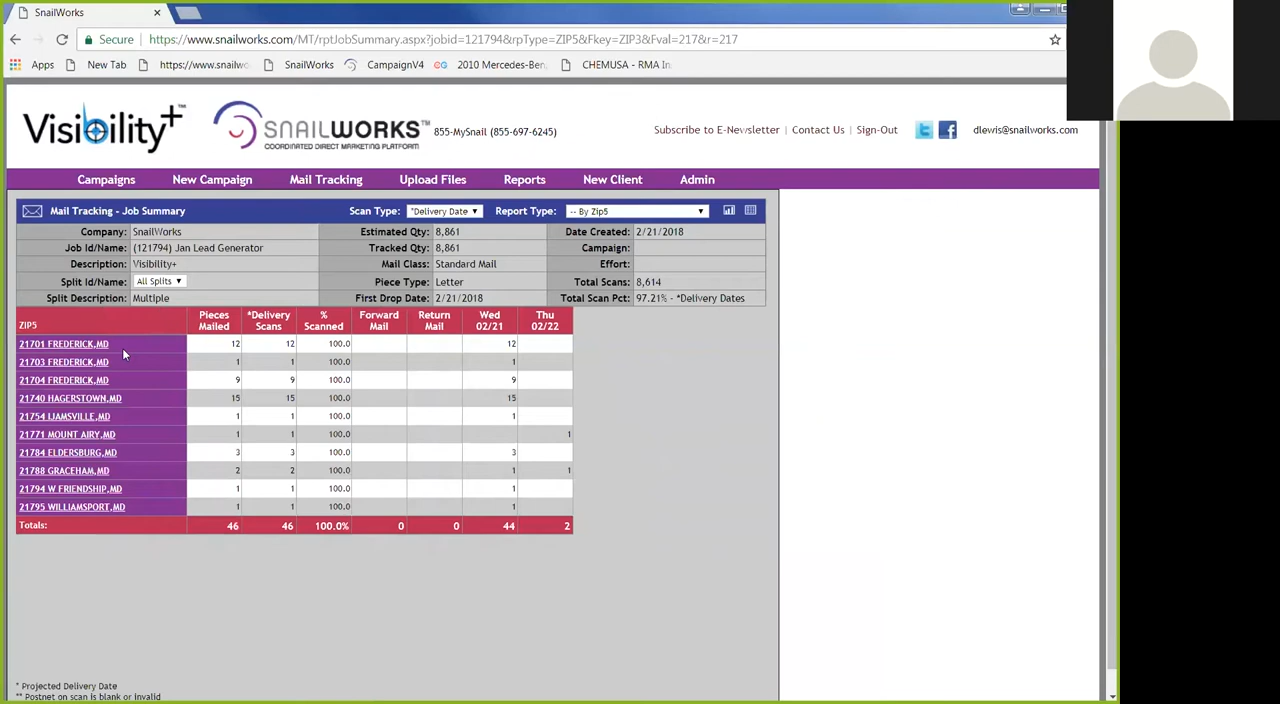 SnailWorks
Secure https://www.snailworks.com/MT/rptJobSummary.aspx?jobid=121794&rpType=ZIP5&Fkey=ZIP3&Fval=217&r=217
Apps New Tab https://www.snailwo SnailWorks CampaignV4 2010 Mercedes-Ben CHEMUSA - RMA In
Visibility+™ SNAILWORKS™ 855-MySnail (855-697-6245) Subscribe to E-Newsletter | Contact Us | Sign-Out dlewis@snailworks.com
COORDINATED DIRECT MARKETING PLATFORM
Campaigns New Campaign Mail Tracking Upload Files Reports New Client Admin
Mail Tracking - Job Summary Scan Type: *Delivery Date Report Type: -- By Zip5
Company: SnailWorks Estimated Qty: 8,861 Date Created: 2/21/2018
Job Id/Name: (121794) Jan Lead Generator Tracked Qty: 8,861 Campaign:
Description: Visibility+ Mail Class: Standard Mail Effort:
Split Id/Name: All Splits Piece Type: Letter Total Scans: 8,614
Split Description: Multiple First Drop Date: 2/21/2018 Total Scan Pct: 97.21% - *Delivery Dates
Pieces *Delivery % Forward Return Wed Thu
ZIP5 Mailed Scans Scanned Mail Mail 02/21 02/22
21701 FREDERICK,MD 12 12 100.0 12
21703 FREDERICK,MD 1 1 100.0 1
21704 FREDERICK,MD 9 9 100.0 9
21740 HAGERSTOWN,MD 15 15 100.0 15
21754 IJAMSVILLE,MD 1 1 100.0 1
21771 MOUNT AIRY,MD 1 1 100.0 1
21784 ELDERSBURG,MD 3 3 100.0 3
21788 GRACEHAM,MD 2 2 100.0 1 1
21794 W FRIENDSHIP,MD 1 1 100.0 1
21795 WILLIAMSPORT,MD 1 1 100.0 1
Totals: 46 46 100.0% 0 0 44 2
* Projected Delivery Date
** Postnet on scan is blank or invalid